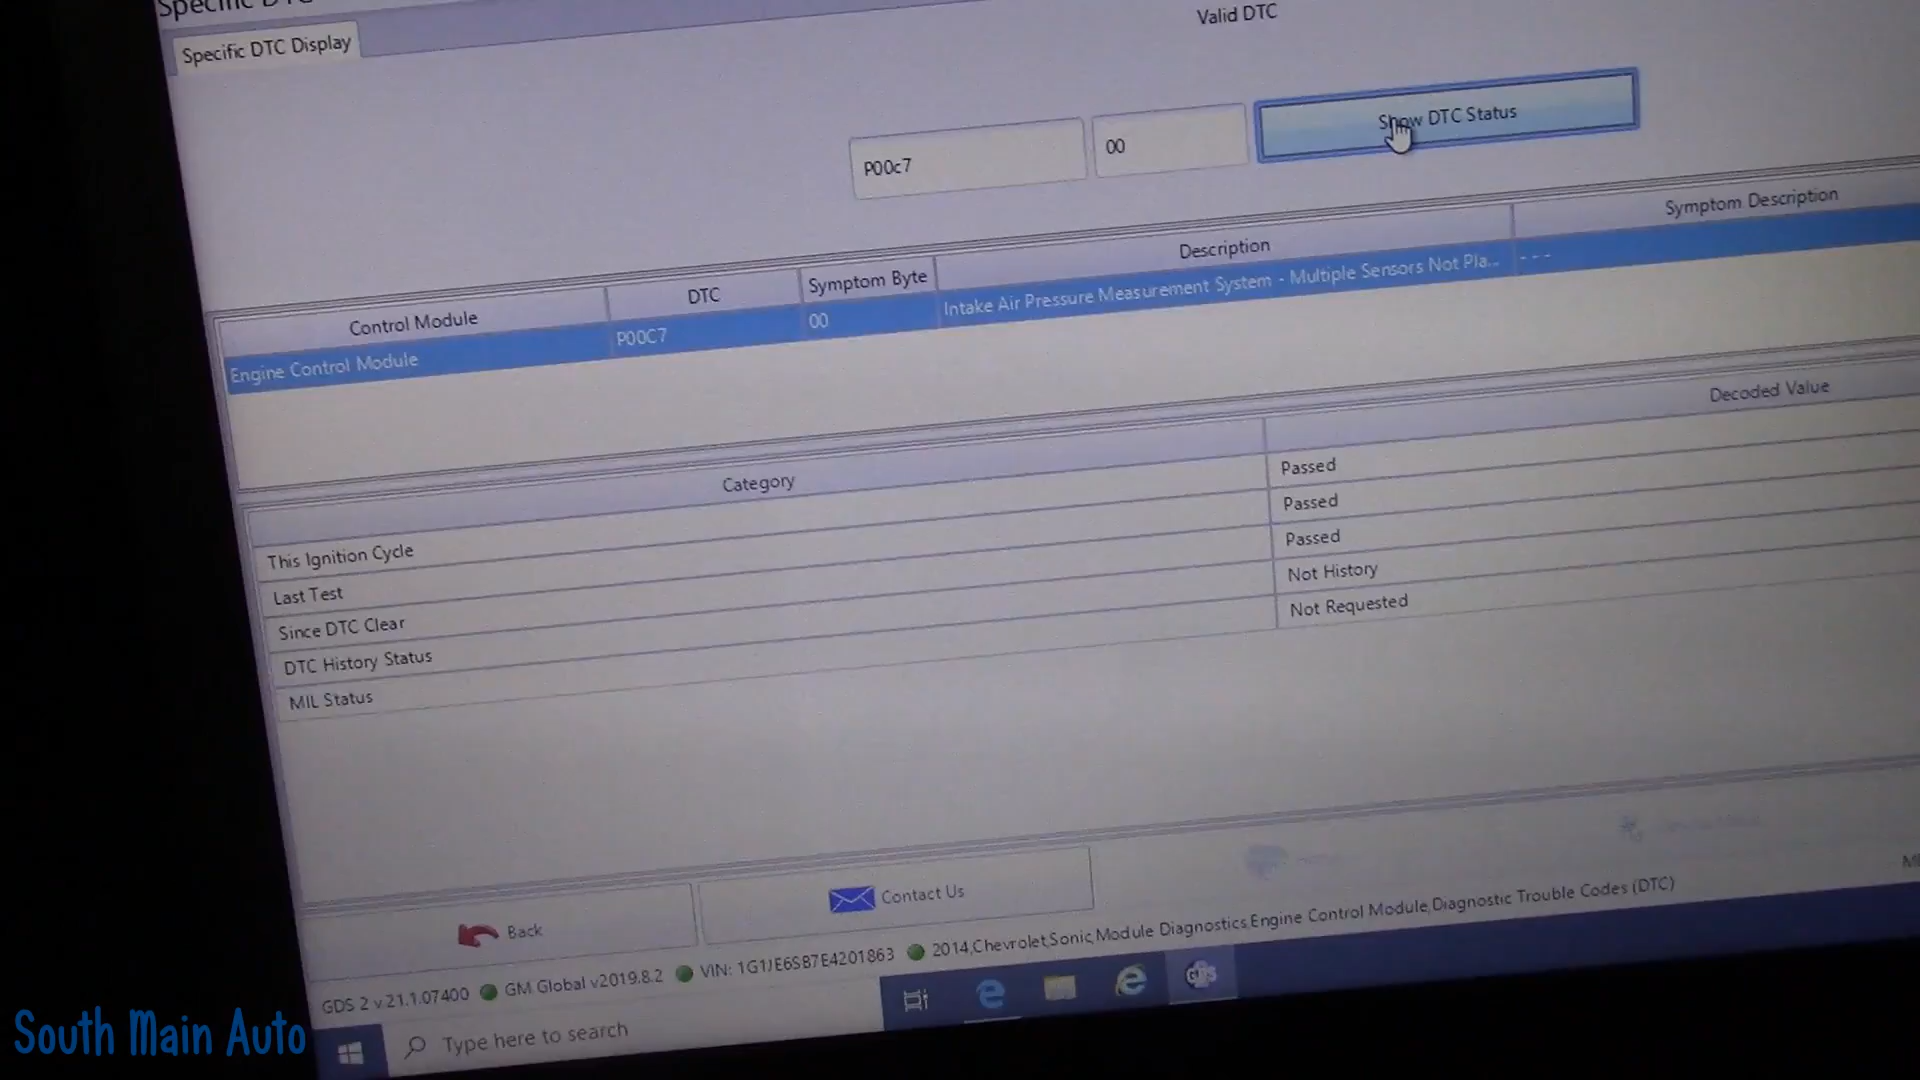 Specific DTC
Specific DTC Display
Valid DTC
P00c7
00
Show DTC Status
Control Module
DTC
Symptom Byte
Description
Symptom Description
Engine Control Module
P00C7
00
Intake Air Pressure Measurement System - Multiple Sensors Not Pla...
- - -
Category
Decoded Value
This Ignition Cycle
Passed
Last Test
Passed
Since DTC Clear
Passed
DTC History Status
Not History
MIL Status
Not Requested
Back
Contact Us
GDS 2 v.21.1.07400
GM Global v2019.8.2
VIN: 1G1JE6SB7E4201863
2014,Chevrolet,Sonic,Module Diagnostics,Engine Control Module,Diagnostic Trouble Codes (DTC)
Type here to search
South Main Auto